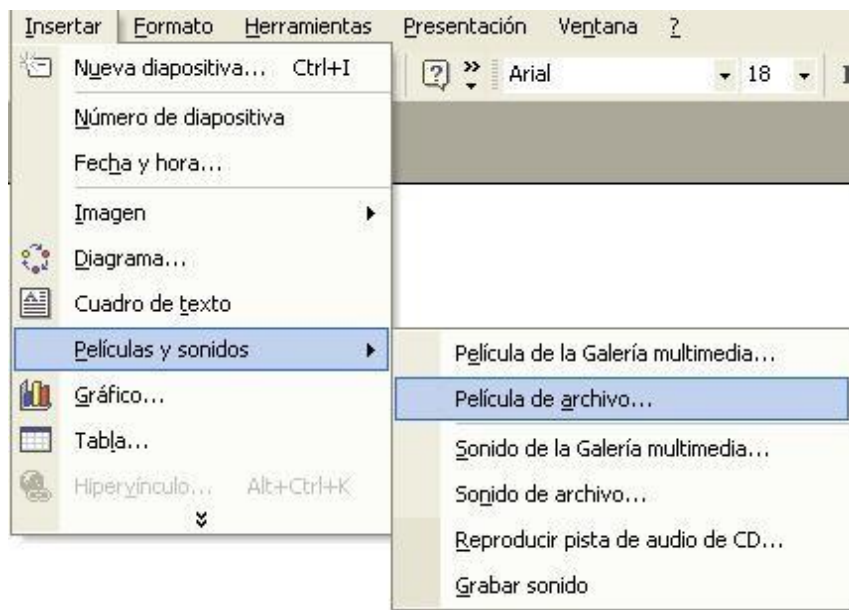 Insertar Formato Herramientas Presentación Ventana ?
Nueva diapositiva... Ctrl+I
Arial 18
Número de diapositiva
Fecha y hora...
Imagen
Diagrama...
Cuadro de texto
Películas y sonidos
Gráfico...
Tabla...
Hipervínculo... Alt+Ctrl+K
Película de la Galería multimedia...
Película de archivo...
Sonido de la Galería multimedia...
Sonido de archivo...
Reproducir pista de audio de CD...
Grabar sonido